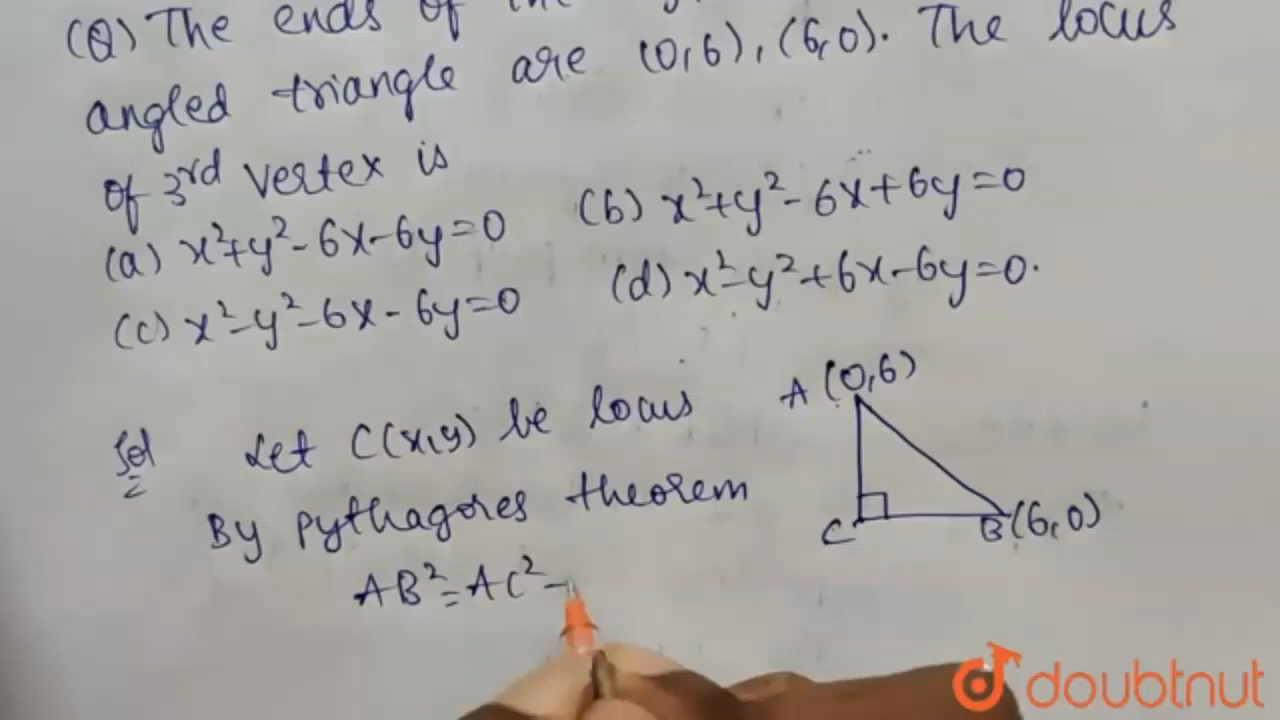 (Q) The ends of the
angled triangle are (0,6), (6,0). The locus
of 3rd vertex is
(a) x²+y²-6x-6y=0 (b) x²+y²-6x+6y=0
(c) x²-y²-6x-6y=0 (d) x²-y²+6x-6y=0.
Sol Let C(x,y) be locus
By Pythagores theorem
AB²=AC²
A (0,6)
C
B(6,0)
doubtnut